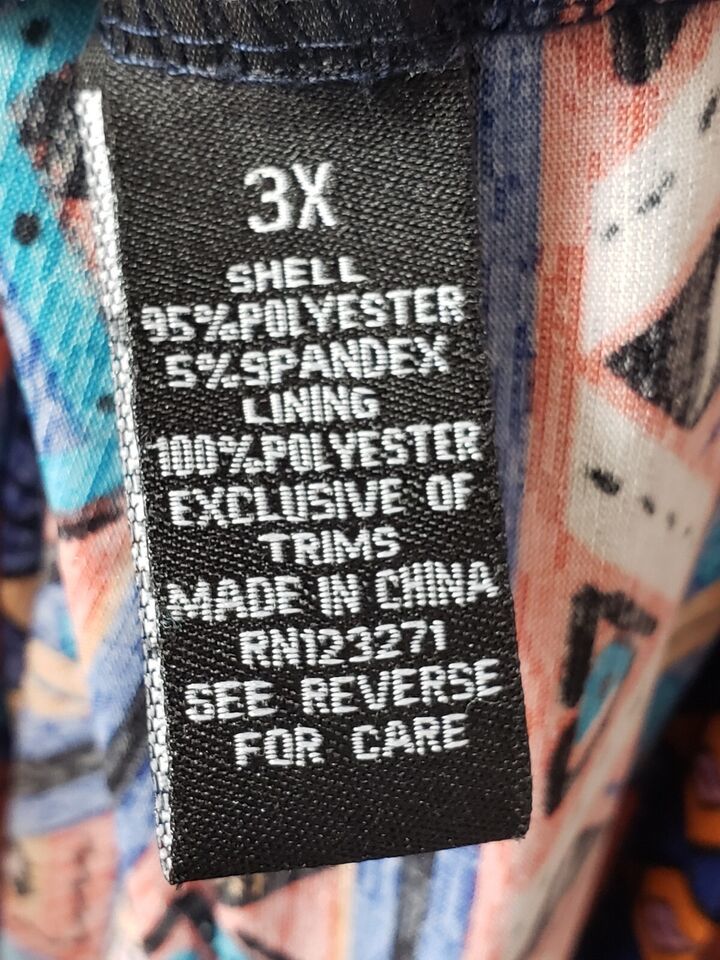 3X
SHELL
95%POLYESTER
5%SPANDEX
LINING
100%POLYESTER
EXCLUSIVE OF
TRIMS
MADE IN CHINA
RN123271
SEE REVERSE
FOR CARE